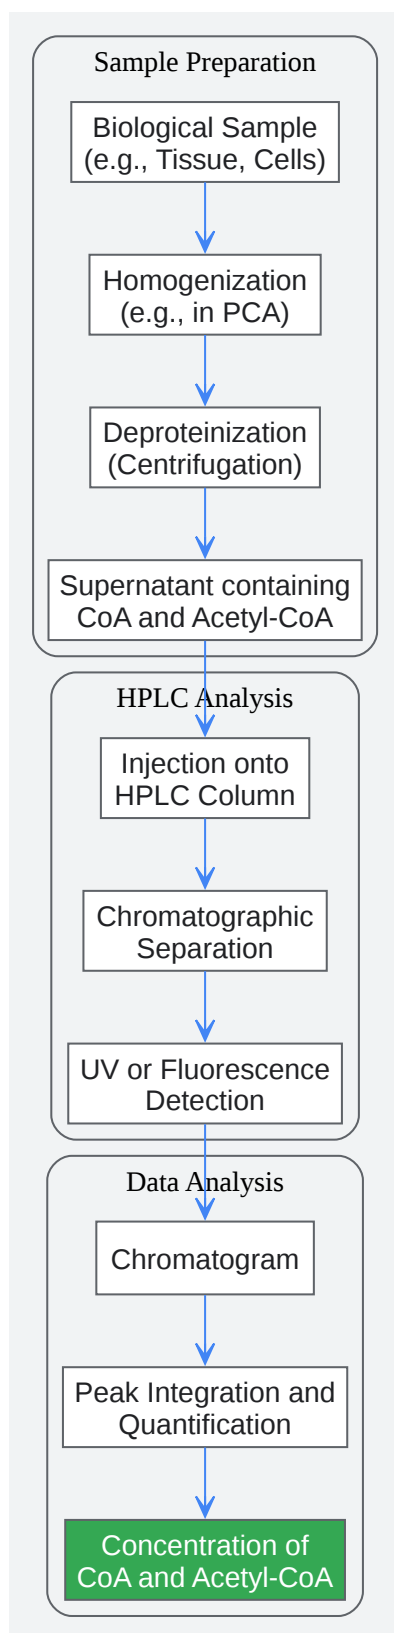 Sample Preparation
Biological Sample
(e.g., Tissue, Cells)
Homogenization
(e.g., in PCA)
Deproteinization
(Centrifugation)
Supernatant containing
CoA and Acetyl-CoA
HPLC Analysis
Injection onto
HPLC Column
Chromatographic
Separation
UV or Fluorescence
Detection
Data Analysis
Chromatogram
Peak Integration and
Quantification
Concentration of
CoA and Acetyl-CoA